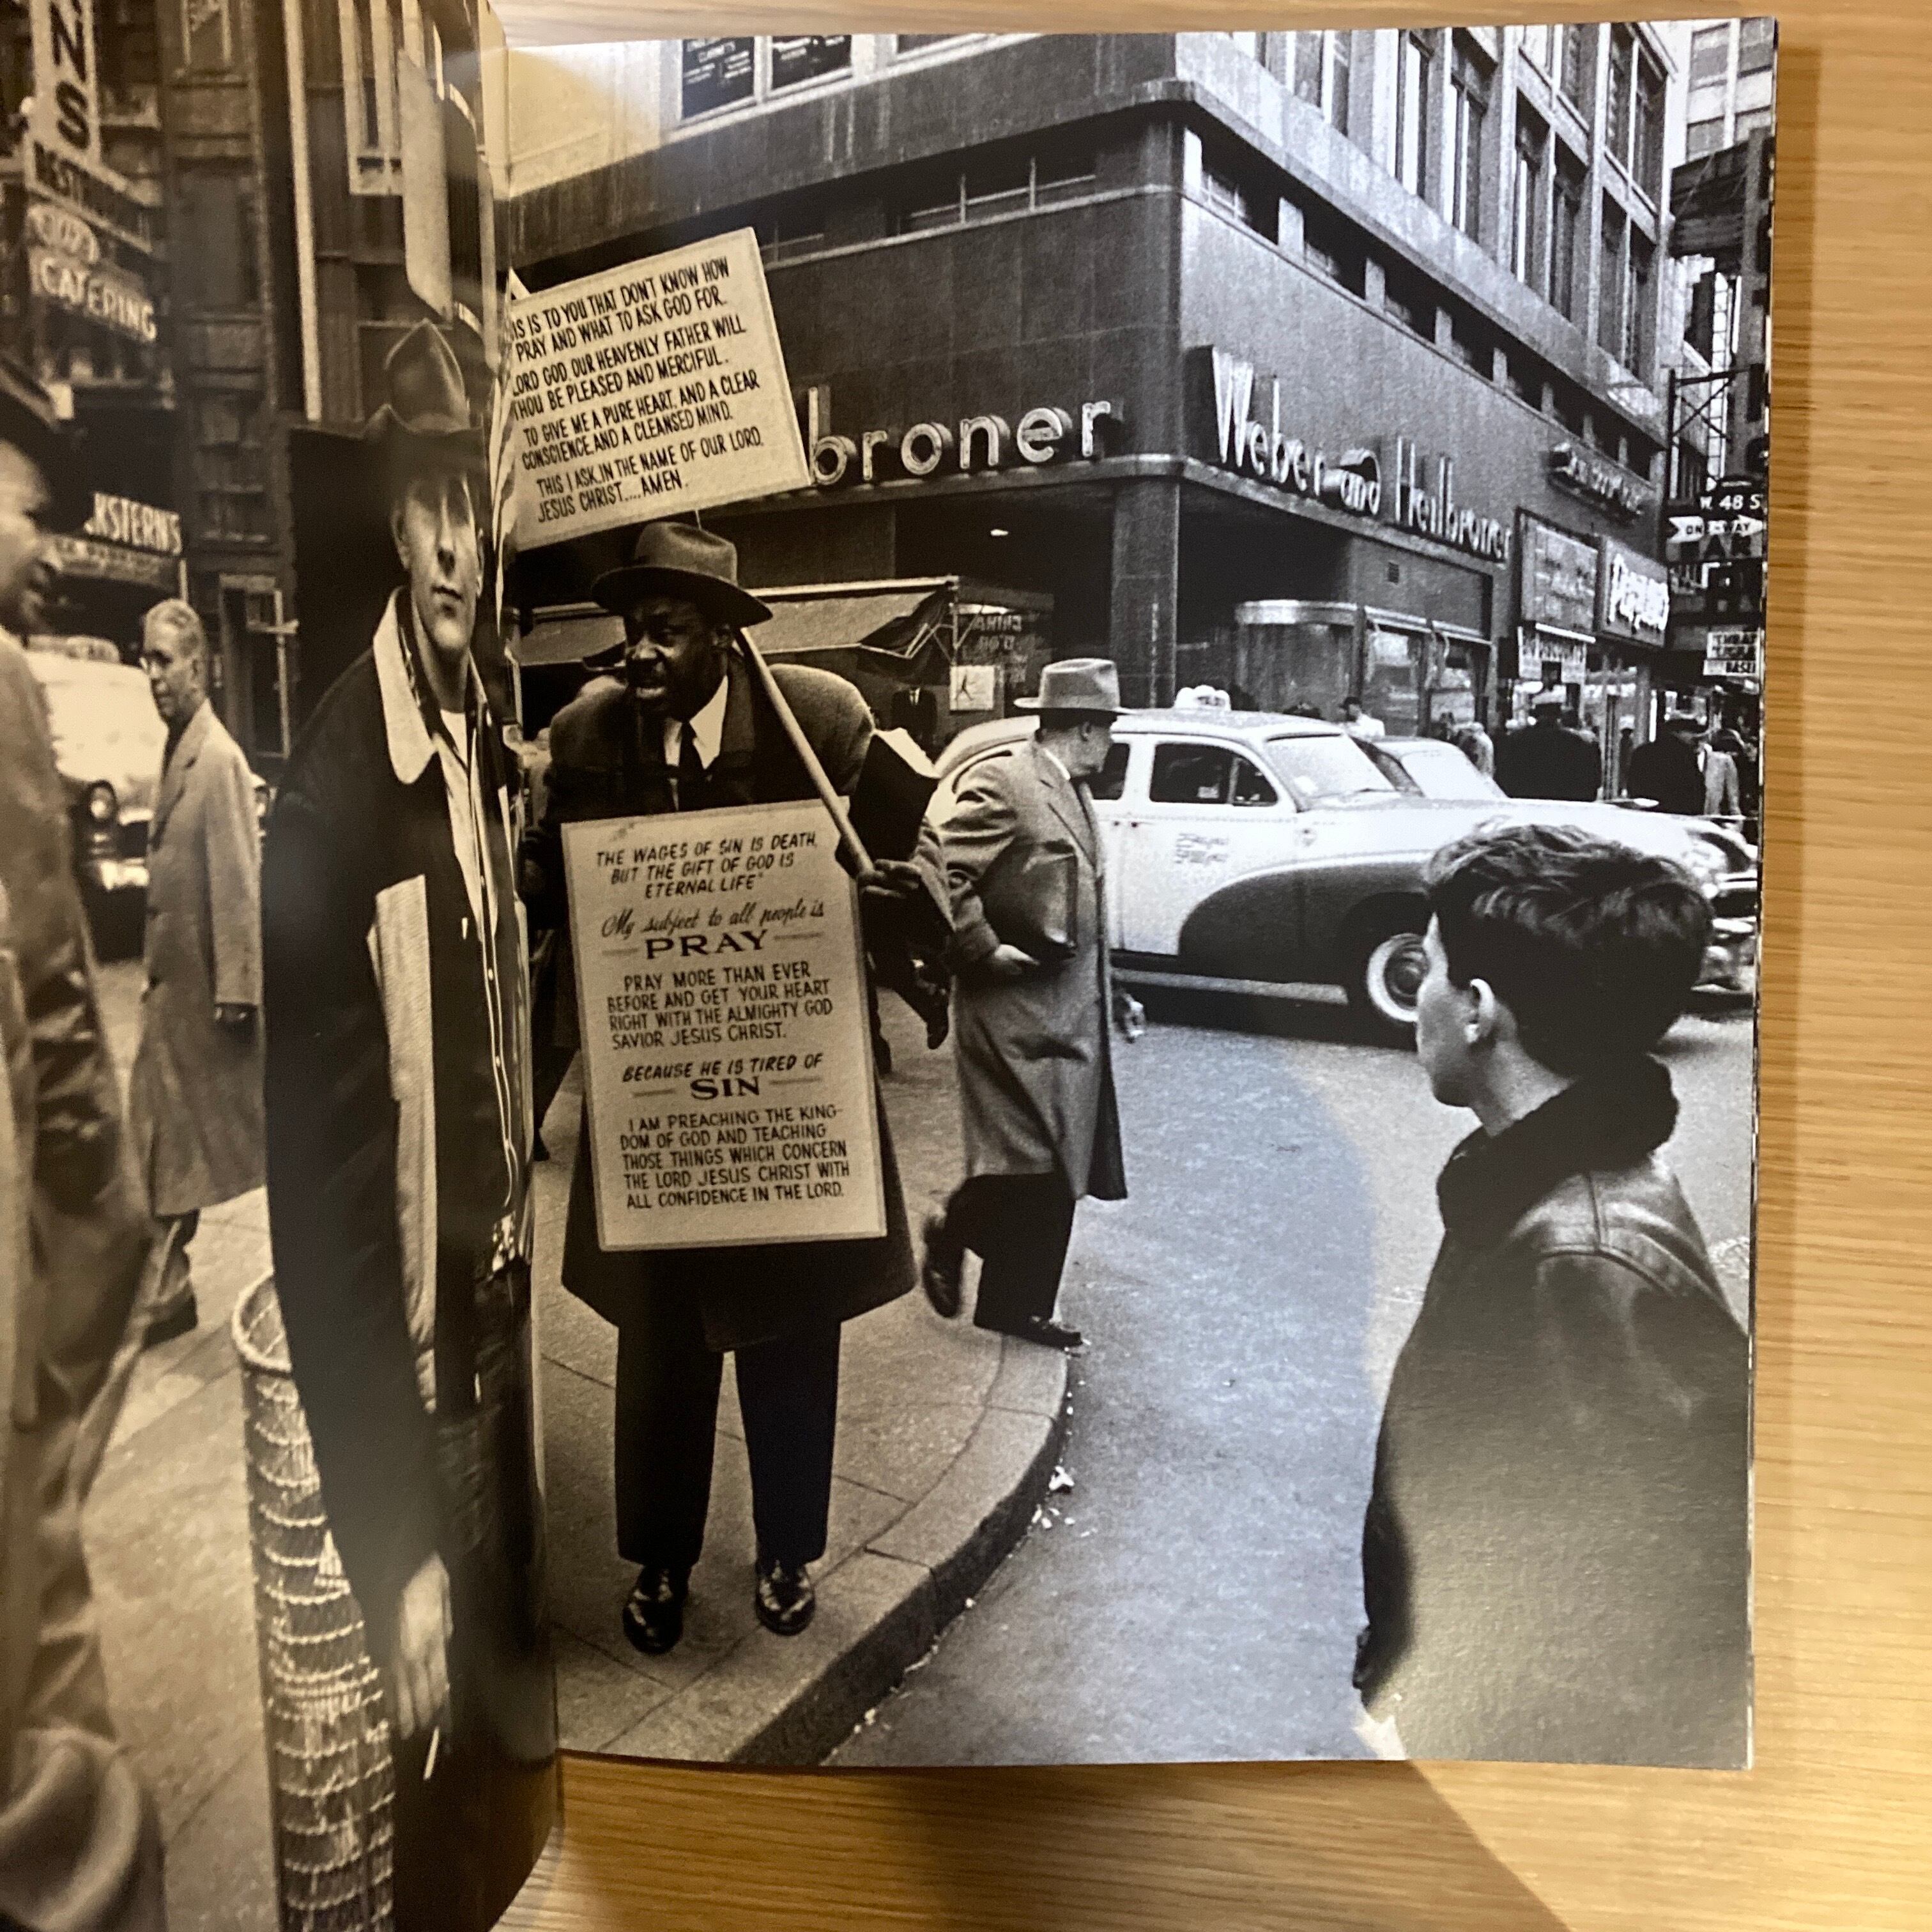 NS
CATERING
KSTERN'S
IS IS TO YOU THAT DON'T KNOW HOW
PRAY AND WHAT TO ASK GOD FOR.
LORD GOD OUR HEAVENLY FATHER WILL
THOU BE PLEASED AND MERCIFUL.
TO GIVE ME A PURE HEART, AND A CLEAR
CONSCIENCE, AND A CLEANSED MIND.
THIS I ASK, IN THE NAME OF OUR LORD,
JESUS CHRIST....AMEN.
broner
Weber and Heilbroner
W. 48 S
ONE WAY
THE WAGES OF SIN IS DEATH,
BUT THE GIFT OF GOD IS
ETERNAL LIFE"
My subject to all people is
PRAY
PRAY MORE THAN EVER
BEFORE AND GET YOUR HEART
RIGHT WITH THE ALMIGHTY GOD
SAVIOR JESUS CHRIST.
BECAUSE HE IS TIRED OF
SIN
I AM PREACHING THE KING-
DOM OF GOD AND TEACHING
THOSE THINGS WHICH CONCERN
THE LORD JESUS CHRIST WITH
ALL CONFIDENCE IN THE LORD.